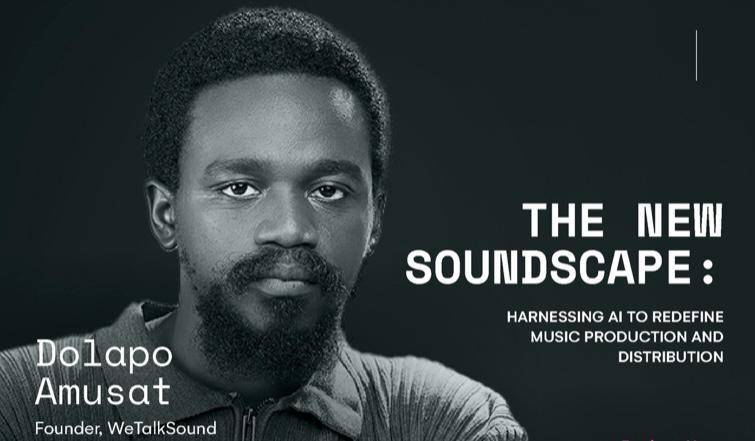 THE NEW
SOUNDSCAPE:
HARNESSING AI TO REDEFINE
MUSIC PRODUCTION AND
DISTRIBUTION
Dolapo
Amusat
Founder, WeTalkSound